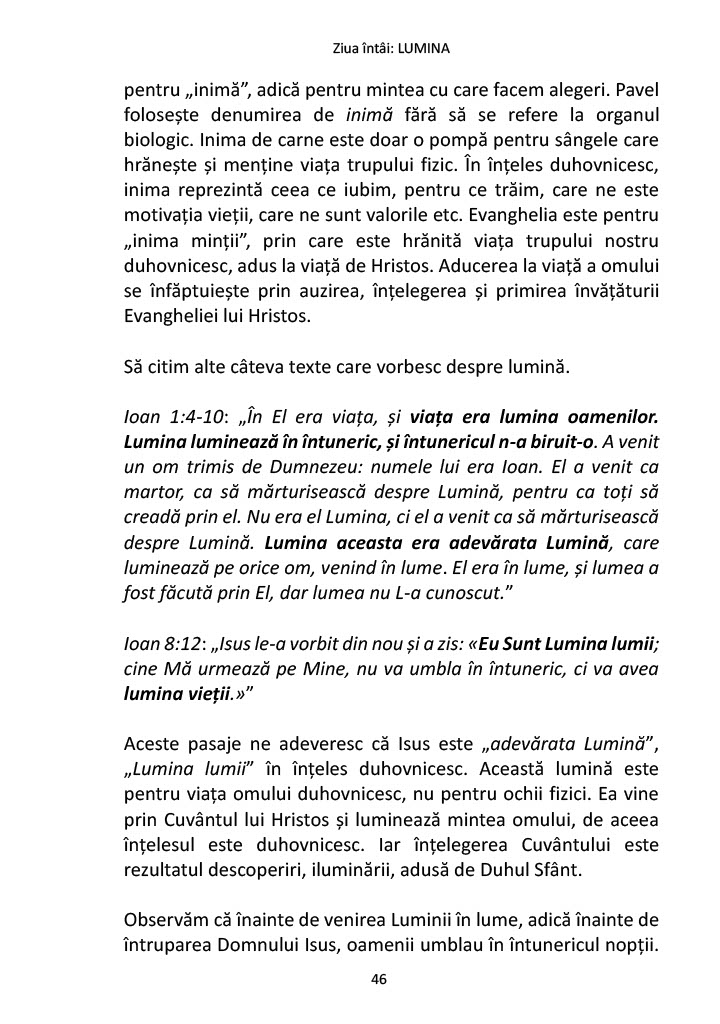 Ziua întâi: LUMINA
pentru „inimă”, adică pentru mintea cu care facem alegeri. Pavel
folosește denumirea de inimă fără să se refere la organul
biologic. Inima de carne este doar o pompă pentru sângele care
hrănește și menține viața trupului fizic. În înțeles duhovnicesc,
inima reprezintă ceea ce iubim, pentru ce trăim, care ne este
motivația vieții, care ne sunt valorile etc. Evanghelia este pentru
„inima minții”, prin care este hrănită viața trupului nostru
duhovnicesc, adus la viață de Hristos. Aducerea la viață a omului
se înfăptuiește prin auzirea, înțelegerea și primirea învățăturii
Evangheliei lui Hristos.
Să citim alte câteva texte care vorbesc despre lumină.
Ioan 1:4-10: „În El era viața, și viața era lumina oamenilor.
Lumina luminează în întuneric, și întunericul n-a biruit-o. A venit
un om trimis de Dumnezeu: numele lui era Ioan. El a venit ca
martor, ca să mărturisească despre Lumină, pentru ca toți să
creadă prin el. Nu era el Lumina, ci el a venit ca să mărturisească
despre Lumină. Lumina aceasta era adevărata Lumină, care
luminează pe orice om, venind în lume. El era în lume, și lumea a
fost făcută prin El, dar lumea nu L-a cunoscut.”
Ioan 8:12: „Isus le-a vorbit din nou și a zis: «Eu Sunt Lumina lumii;
cine Mă urmează pe Mine, nu va umbla în întuneric, ci va avea
lumina vieții.»”
Aceste pasaje ne adeveresc că Isus este „adevărata Lumină”,
„Lumina lumii” în înțeles duhovnicesc. Această lumină este
pentru viața omului duhovnicesc, nu pentru ochii fizici. Ea vine
prin Cuvântul lui Hristos și luminează mintea omului, de aceea
înțelesul este duhovnicesc. Iar înțelegerea Cuvântului este
rezultatul descoperiri, iluminării, adusă de Duhul Sfânt.
Observăm că înainte de venirea Luminii în lume, adică înainte de
întruparea Domnului Isus, oamenii umblau în întunericul nopții.
46